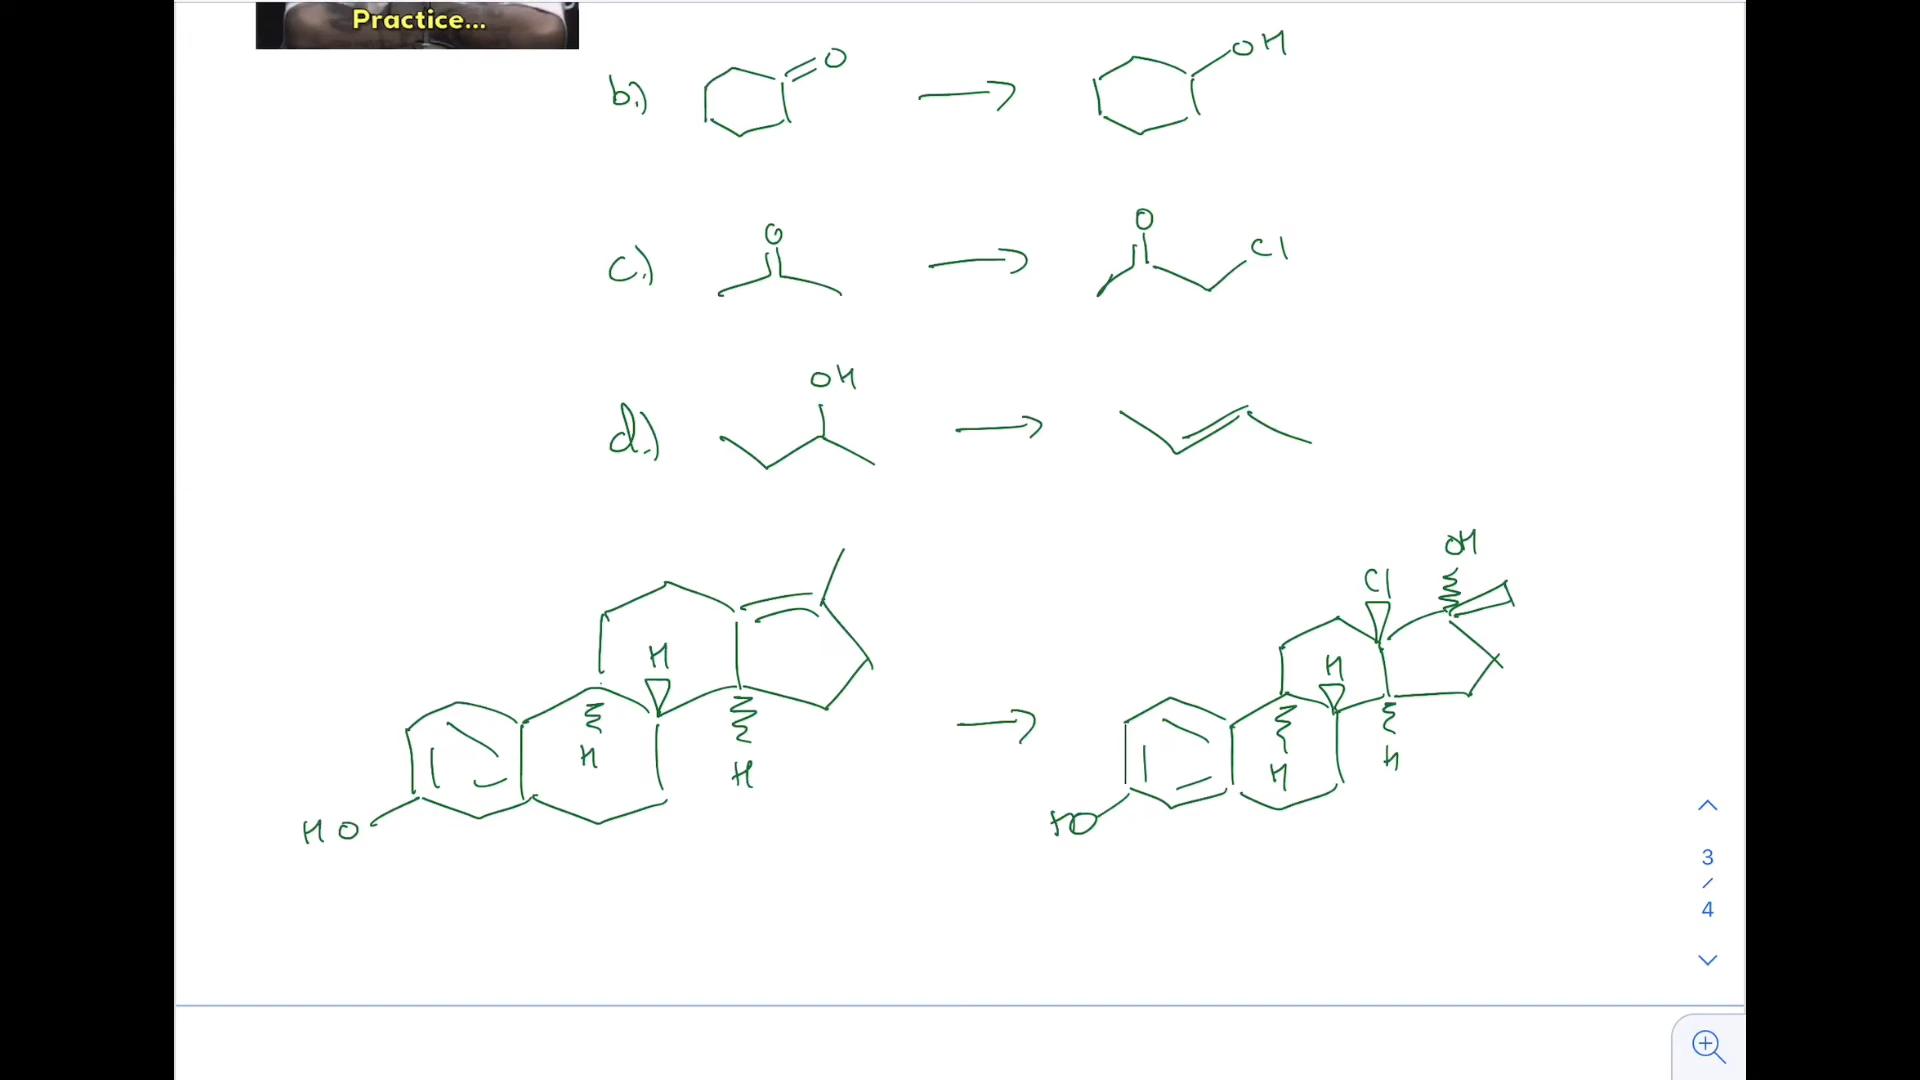 Practice...
b.) O OH
c.) O O Cl
d.) OH
OH
Cl
H H
H H H H
HO HO
3
/
4